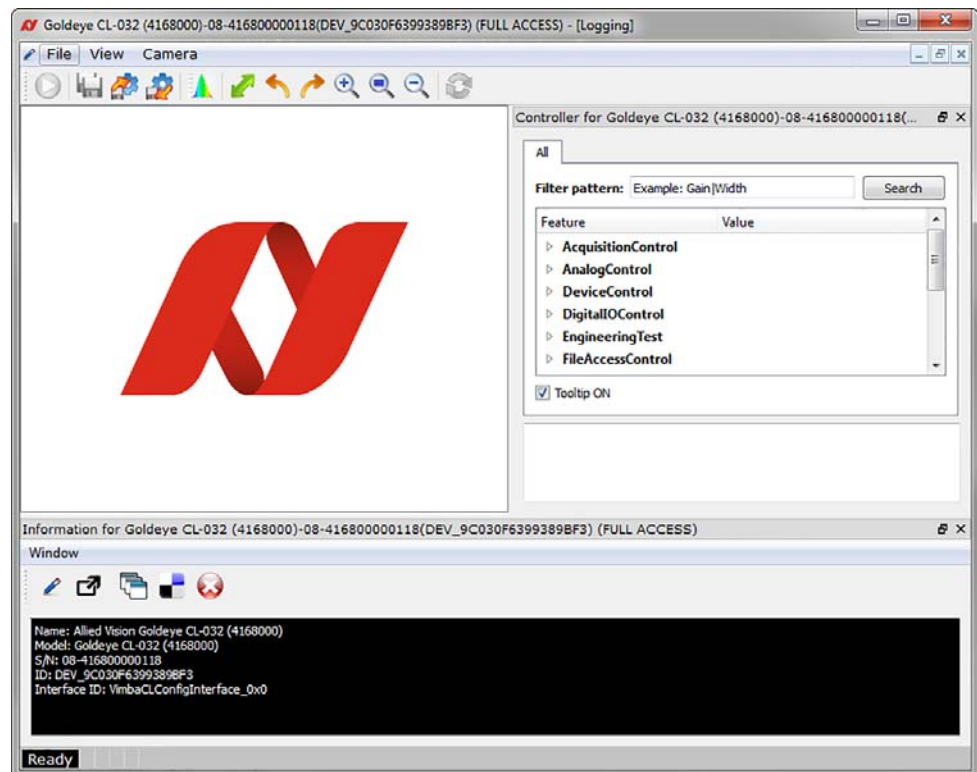 Goldeye CL-032 (4168000)-08-416800000118(DEV_9C030F6399389BF3) (FULL ACCESS) - [Logging]
File View Camera
Controller for Goldeye CL-032 (4168000)-08-416800000118(...
All
Filter pattern: Example: Gain|Width Search
Feature Value
AcquisitionControl
AnalogControl
DeviceControl
DigitalIOControl
EngineeringTest
FileAccessControl
Tooltip ON
Information for Goldeye CL-032 (4168000)-08-416800000118(DEV_9C030F6399389BF3) (FULL ACCESS)
Window
Name: Allied Vision Goldeye CL-032 (4168000)
Model: Goldeye CL-032 (4168000)
S/N: 08-416800000118
ID: DEV_9C030F6399389BF3
Interface ID: VimbaCLConfigInterface_0x0
Ready